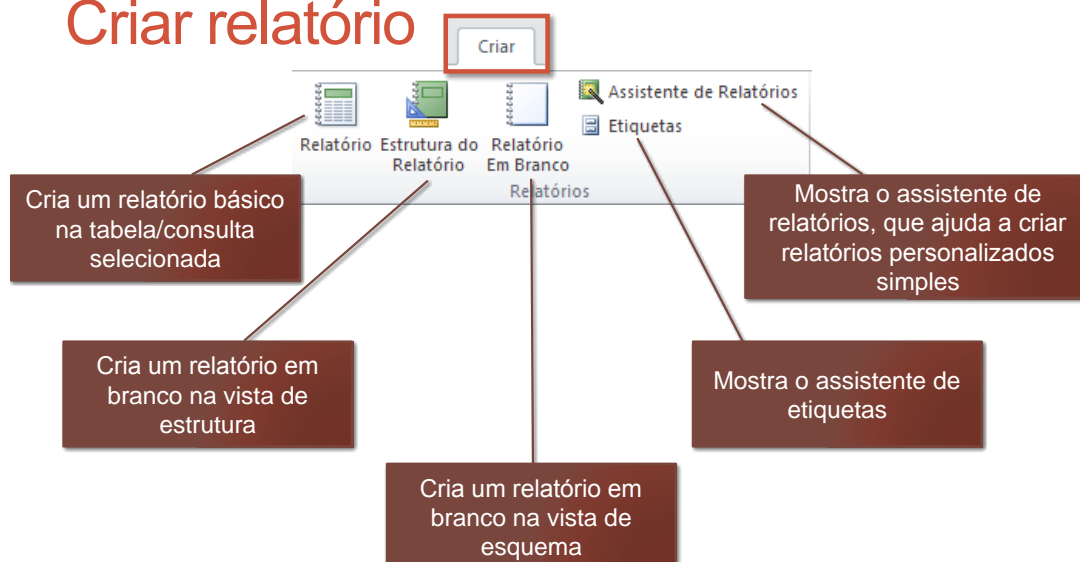 Criar relatório
Criar
Relatório
Estrutura do
Relatório
Relatório
Em Branco
Assistente de Relatórios
Etiquetas
Relatórios
Cria um relatório básico
na tabela/consulta
selecionada
Mostra o assistente de
relatórios, que ajuda a criar
relatórios personalizados
simples
Cria um relatório em
branco na vista de
estrutura
Mostra o assistente de
etiquetas
Cria um relatório em
branco na vista de
esquema